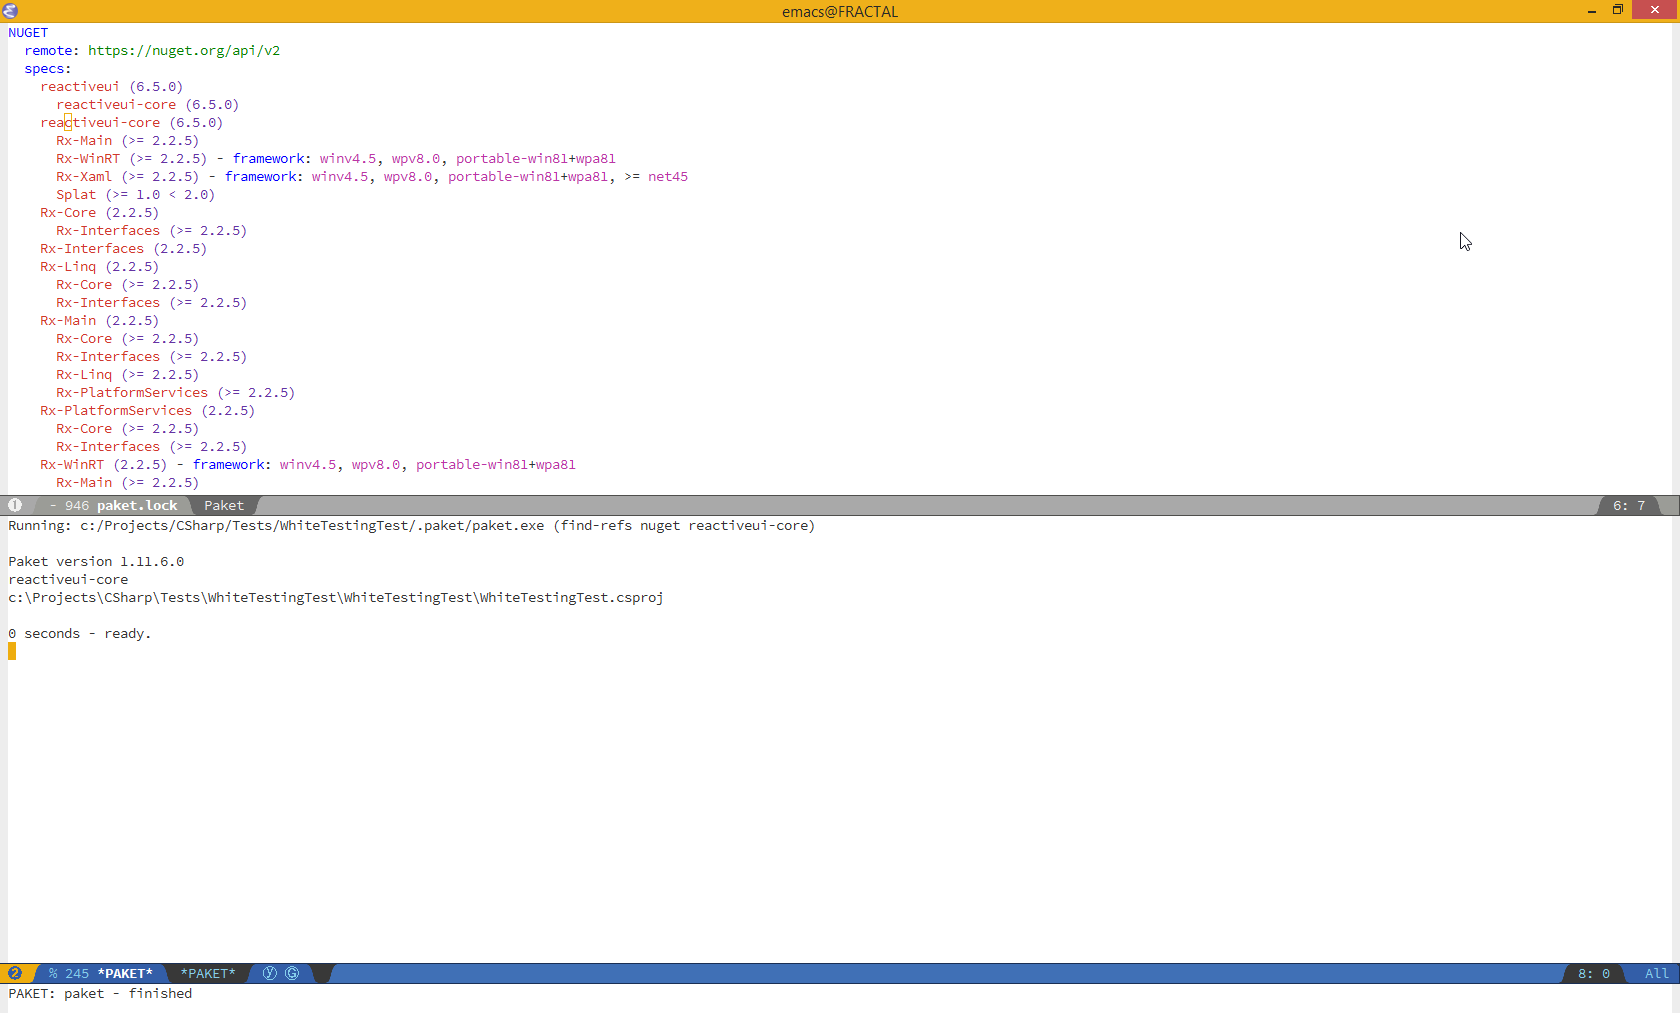 emacs@FRACTAL
NUGET
  remote: https://nuget.org/api/v2
  specs:
    reactiveui (6.5.0)
      reactiveui-core (6.5.0)
    reactiveui-core (6.5.0)
      Rx-Main (>= 2.2.5)
      Rx-WinRT (>= 2.2.5) - framework: winv4.5, wpv8.0, portable-win81+wpa81
      Rx-Xaml (>= 2.2.5) - framework: winv4.5, wpv8.0, portable-win81+wpa81, >= net45
      Splat (>= 1.0 < 2.0)
    Rx-Core (2.2.5)
      Rx-Interfaces (>= 2.2.5)
    Rx-Interfaces (2.2.5)
    Rx-Linq (2.2.5)
      Rx-Core (>= 2.2.5)
      Rx-Interfaces (>= 2.2.5)
    Rx-Main (2.2.5)
      Rx-Core (>= 2.2.5)
      Rx-Interfaces (>= 2.2.5)
      Rx-Linq (>= 2.2.5)
      Rx-PlatformServices (>= 2.2.5)
    Rx-PlatformServices (2.2.5)
      Rx-Core (>= 2.2.5)
      Rx-Interfaces (>= 2.2.5)
    Rx-WinRT (2.2.5) - framework: winv4.5, wpv8.0, portable-win81+wpa81
      Rx-Main (>= 2.2.5)
① - 946 paket.lock Paket 6: 7
Running: c:/Projects/CSharp/Tests/WhiteTestingTest/.paket/paket.exe (find-refs nuget reactiveui-core)
Paket version 1.11.6.0
reactiveui-core
c:\Projects\CSharp\Tests\WhiteTestingTest\WhiteTestingTest\WhiteTestingTest.csproj
0 seconds - ready.
② % 245 *PAKET* *PAKET* ⓨ Ⓖ 8: 0 All
PAKET: paket - finished